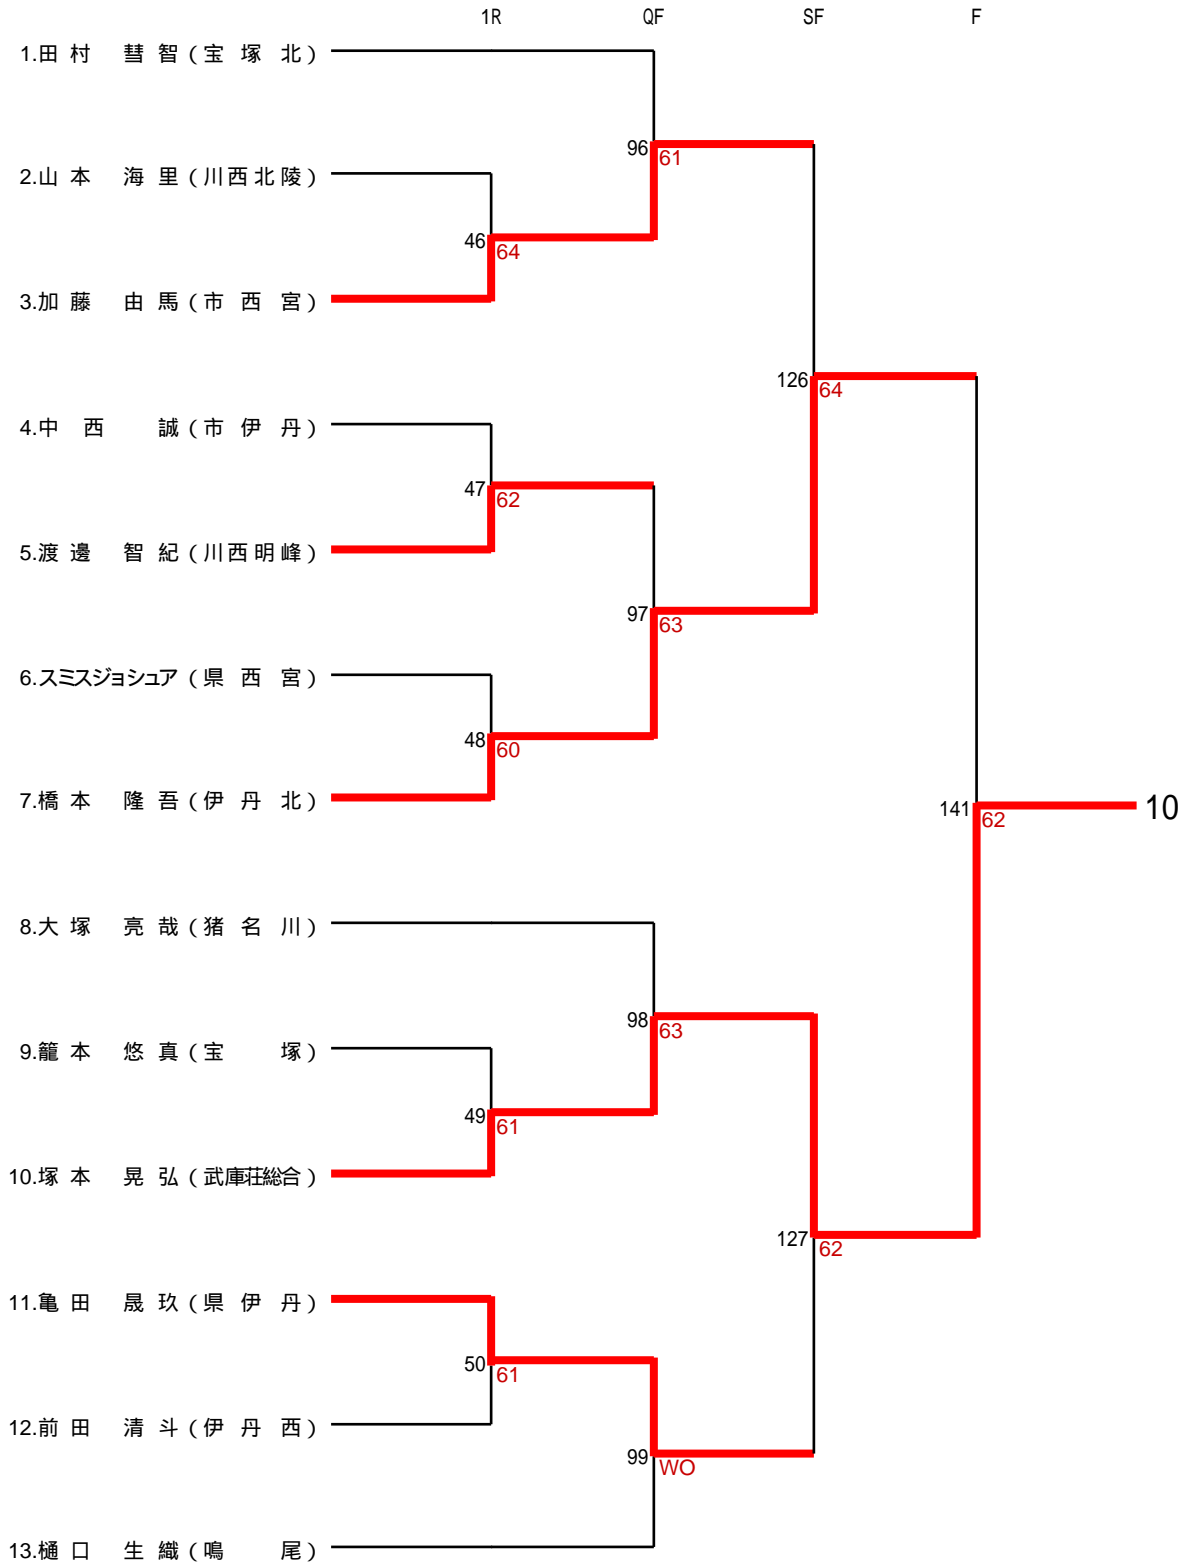 1R QF SF F
1.田村 彗智(宝塚北)
96 61
2.山本 海里(川西北陵)
46 64
3.加藤 由馬(市西宮)
126 64
4.中西 誠(市伊丹)
47 62
5.渡邊 智紀(川西明峰)
97 63
6.スミスジョシュア(県西宮)
48 60
7.橋本 隆吾(伊丹北)
141 62 10
8.大塚 亮哉(猪名川)
98 63
9.籠本 悠真(宝塚)
49 61
10.塚本 晃弘(武庫荘総合)
127 62
11.亀田 晟玖(県伊丹)
50 61
12.前田 清斗(伊丹西)
99 WO
13.樋口 生織(鳴尾)